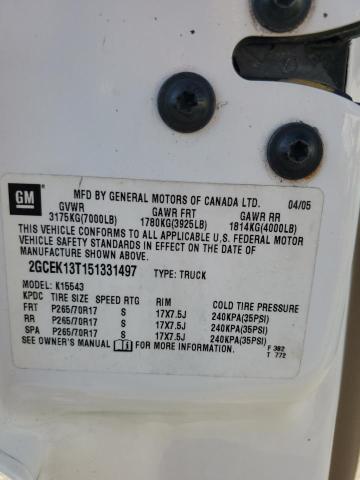 GM
MFD BY GENERAL MOTORS OF CANADA LTD. 04/05
GVWR GAWR FRT GAWR RR
3175KG(7000LB) 1780KG(3925LB) 1814KG(4000LB)
THIS VEHICLE CONFORMS TO ALL APPLICABLE U.S. FEDERAL MOTOR
VEHICLE SAFETY STANDARDS IN EFFECT ON THE DATE OF
MANUFACTURE SHOWN ABOVE.
2GCEK13T151331497 TYPE: TRUCK
MODEL: K15543
KPDC TIRE SIZE SPEED RTG RIM COLD TIRE PRESSURE
FRT P265/70R17 S 17X7.5J 240KPA(35PSI)
RR P265/70R17 S 17X7.5J 240KPA(35PSI)
SPA P265/70R17 S 17X7.5J 240KPA(35PSI)
SEE OWNER'S MANUAL FOR MORE INFORMATION. F 382
T 772